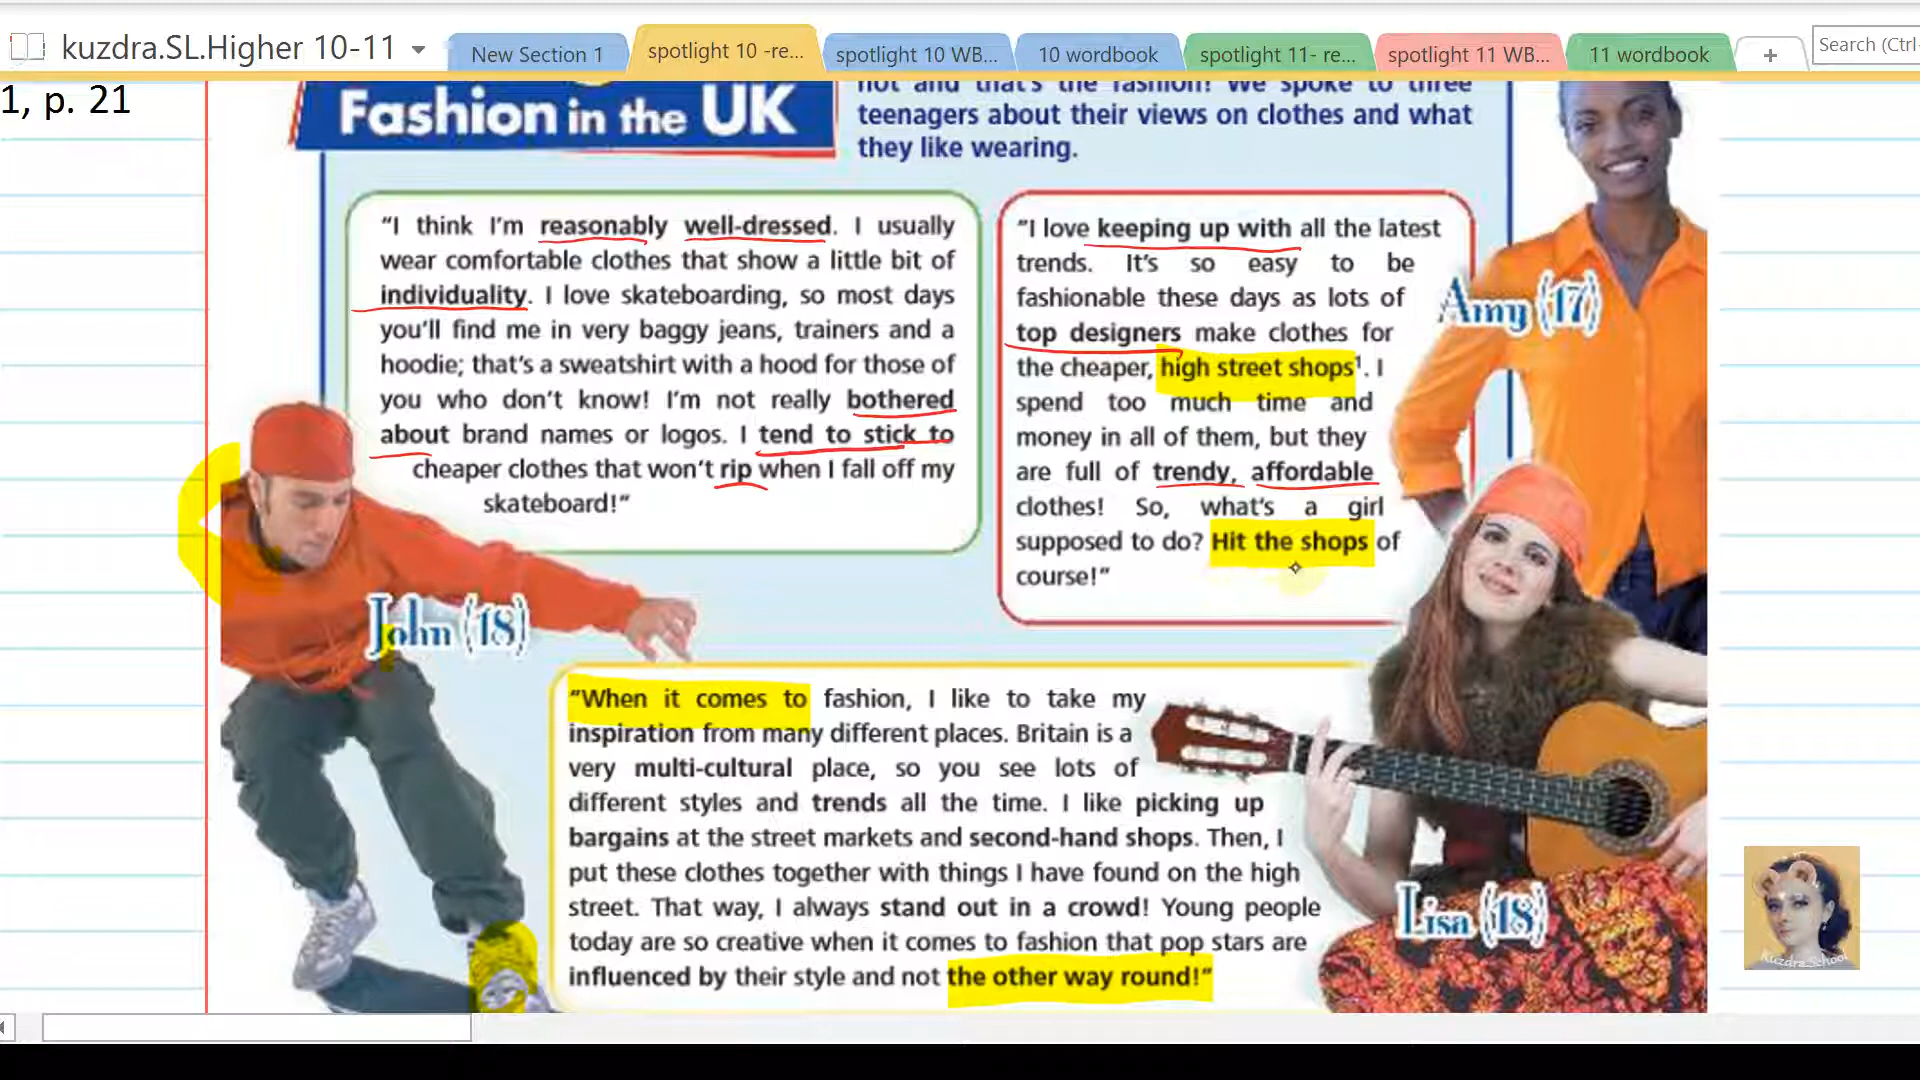 kuzdra.SL.Higher 10-11
New Section 1
spotlight 10 -re...
spotlight 10 WB...
10 wordbook
spotlight 11- re...
spotlight 11 WB...
11 wordbook
+
Search (Ctrl
1, p. 21
Fashion in the UK
hot and that's the fashion! We spoke to three
teenagers about their views on clothes and what
they like wearing.
"I think I'm reasonably well-dressed. I usually
wear comfortable clothes that show a little bit of
individuality. I love skateboarding, so most days
you'll find me in very baggy jeans, trainers and a
hoodie; that's a sweatshirt with a hood for those of
you who don't know! I'm not really bothered
about brand names or logos. I tend to stick to
cheaper clothes that won't rip when I fall off my
skateboard!"
John (18)
"I love keeping up with all the latest
trends. It's so easy to be
fashionable these days as lots of
top designers make clothes for
the cheaper, high street shops¹. I
spend too much time and
money in all of them, but they
are full of trendy, affordable
clothes! So, what's a girl
supposed to do? Hit the shops of
course!"
Amy (17)
"When it comes to fashion, I like to take my
inspiration from many different places. Britain is a
very multi-cultural place, so you see lots of
different styles and trends all the time. I like picking up
bargains at the street markets and second-hand shops. Then, I
put these clothes together with things I have found on the high
street. That way, I always stand out in a crowd! Young people
today are so creative when it comes to fashion that pop stars are
influenced by their style and not the other way round!"
Lisa (18)
Kuzdra.School